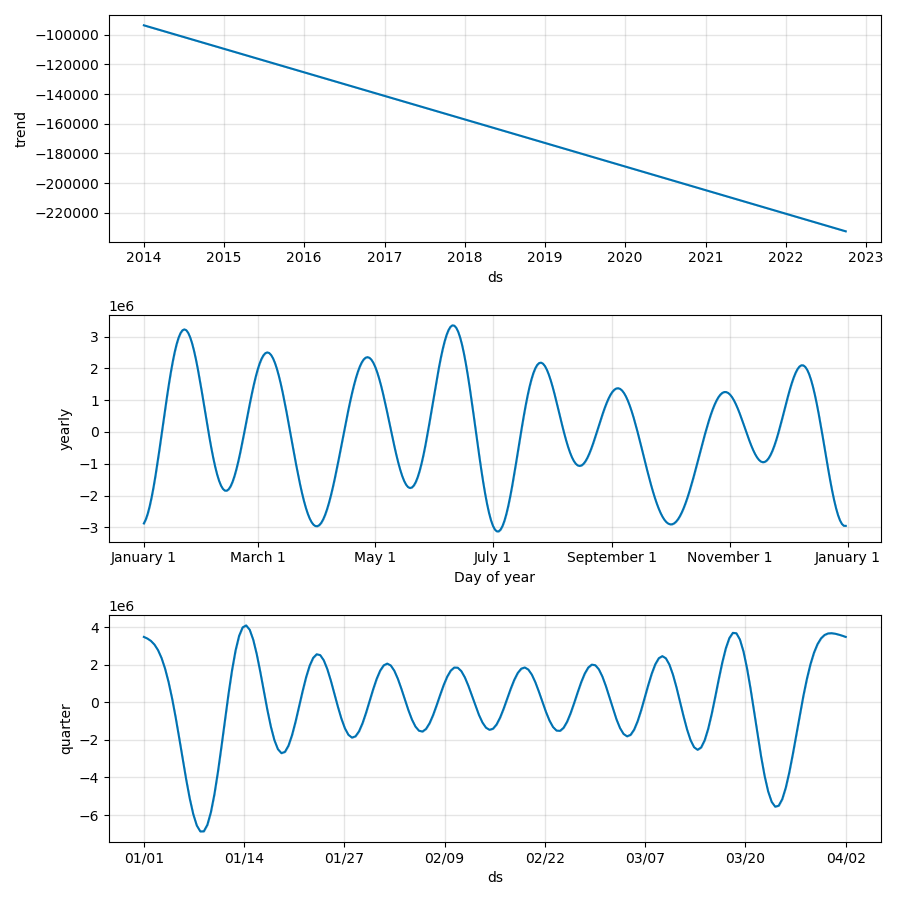 −100000
−120000
−140000
−160000
−180000
−200000
−220000
trend
2014 2015 2016 2017 2018 2019 2020 2021 2022 2023
ds
1e6
3
2
1
0
−1
−2
−3
yearly
January 1 March 1 May 1 July 1 September 1 November 1 January 1
Day of year
1e6
4
2
0
−2
−4
−6
quarter
01/01 01/14 01/27 02/09 02/22 03/07 03/20 04/02
ds